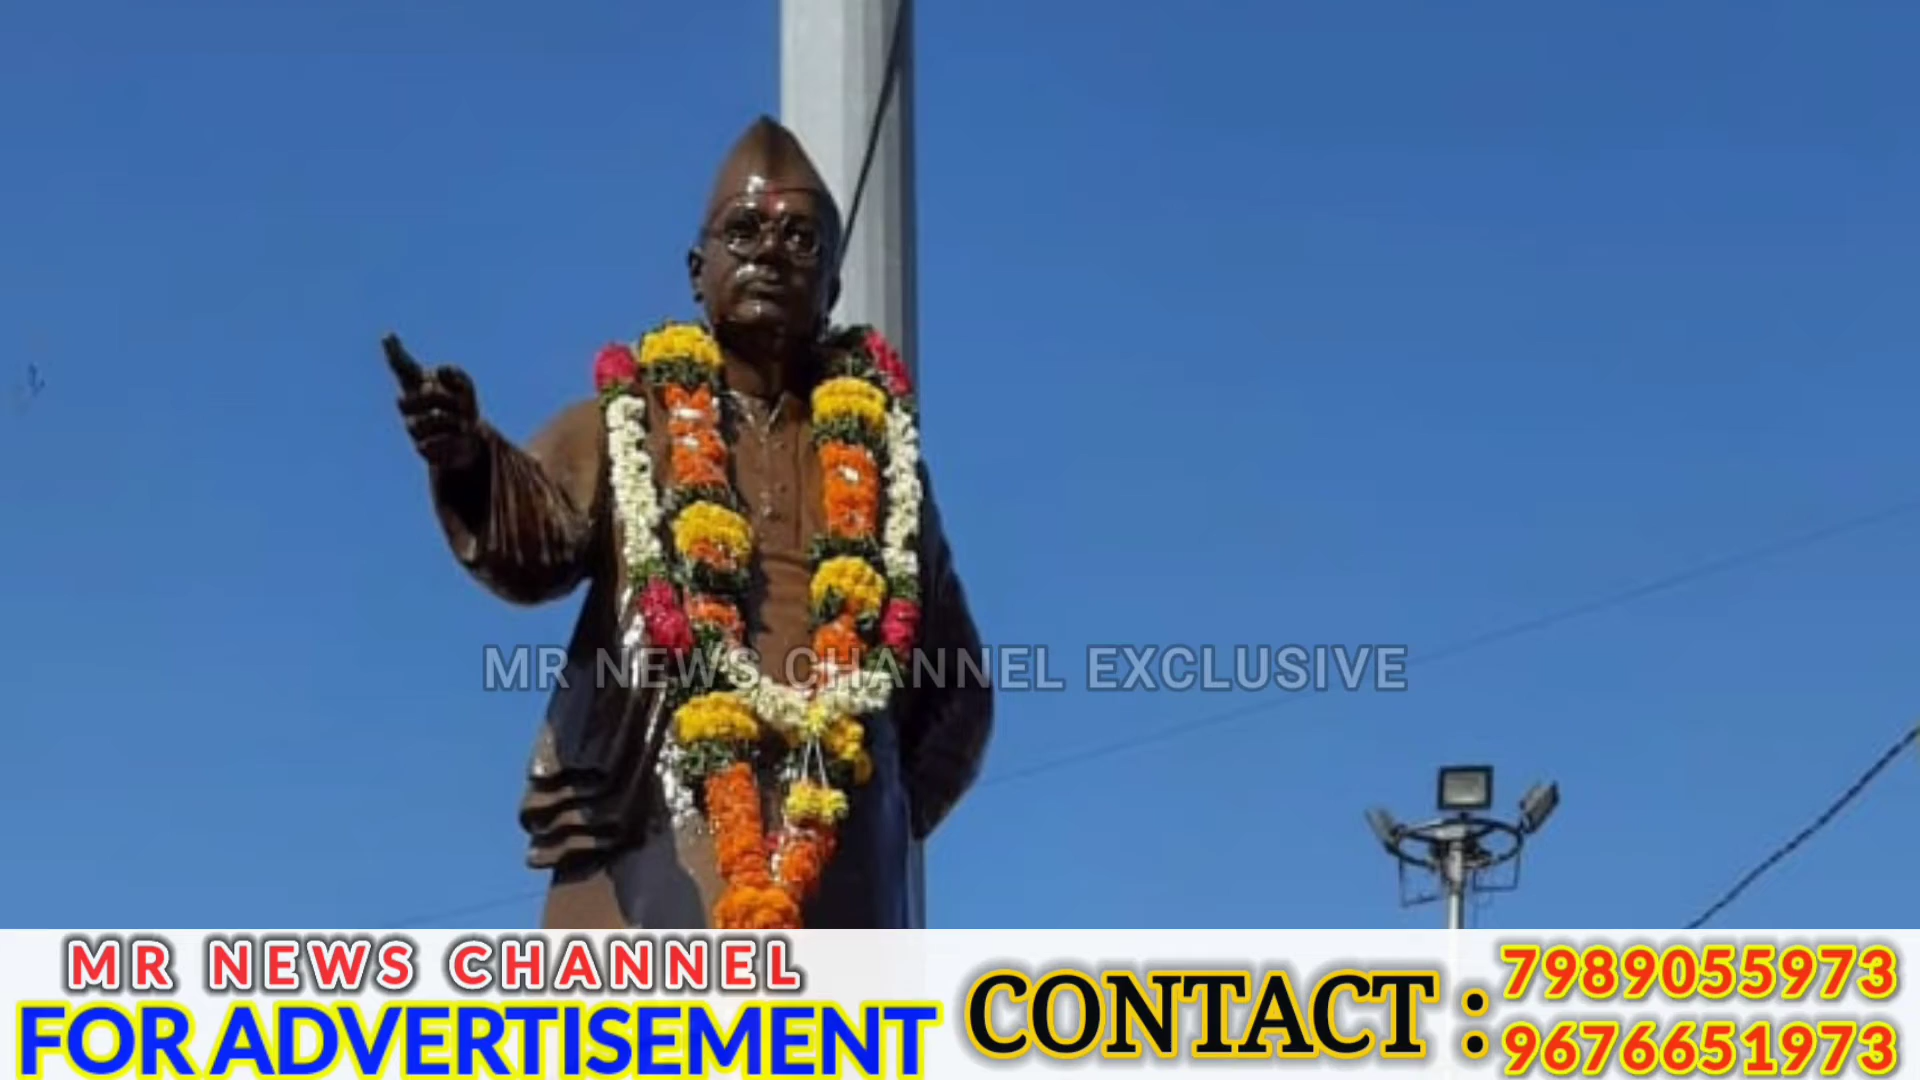 MR NEWS CHANNEL EXCLUSIVE
MR NEWS CHANNEL
FOR ADVERTISEMENT
CONTACT :
7989055973
9676651973